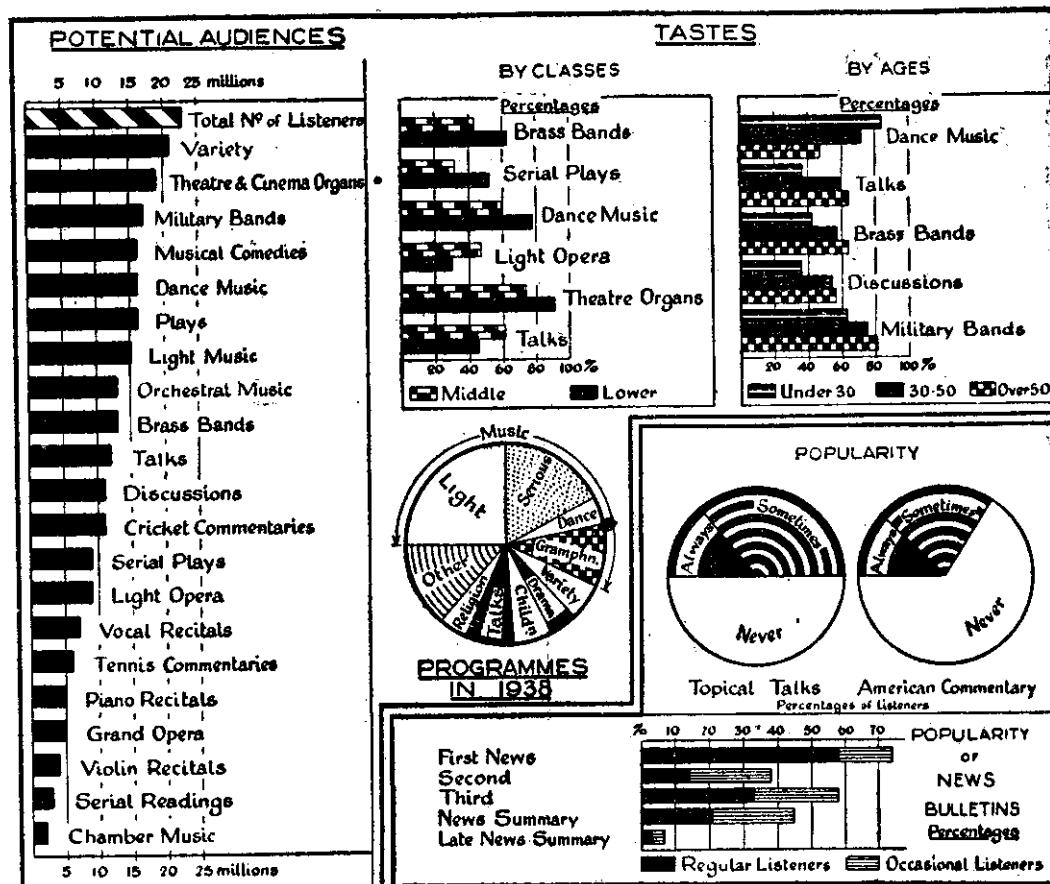 POTENTIAL AUDIENCES
5 10 15 20 25 millions
Total Nº of Listeners
Variety
Theatre & Cinema Organs
Military Bands
Musical Comedies
Dance Music
Plays
Light Music
Orchestral Music
Brass Bands
Talks
Discussions
Cricket Commentaries
Serial Plays
Light Opera
Vocal Recitals
Tennis Commentaries
Piano Recitals
Grand Opera
Violin Recitals
Serial Readings
Chamber Music
5 10 15 20 25 millions
TASTES
BY CLASSES
Percentages
Brass Bands
Serial Plays
Dance Music
Light Opera
Theatre Organs
Talks
20 40 60 80 100%
Middle Lower
BY AGES
Percentages
Dance Music
Talks
Brass Bands
Discussions
Military Bands
20 40 60 80 100%
Under 30 30-50 Over 50
Music
Light
Serious
Dance
Gramphn.
Variety
Drama
Child'n
Talks
Religion
Other
PROGRAMMES
IN 1938
POPULARITY
Always
Sometimes
Never
Topical Talks
Always
Sometimes
Never
American Commentary
Percentages of Listeners
% 10 20 30 40 50 60 70
First News
Second
Third
News Summary
Late News Summary
Regular Listeners Occasional Listeners
POPULARITY
OF
NEWS
BULLETINS
Percentages